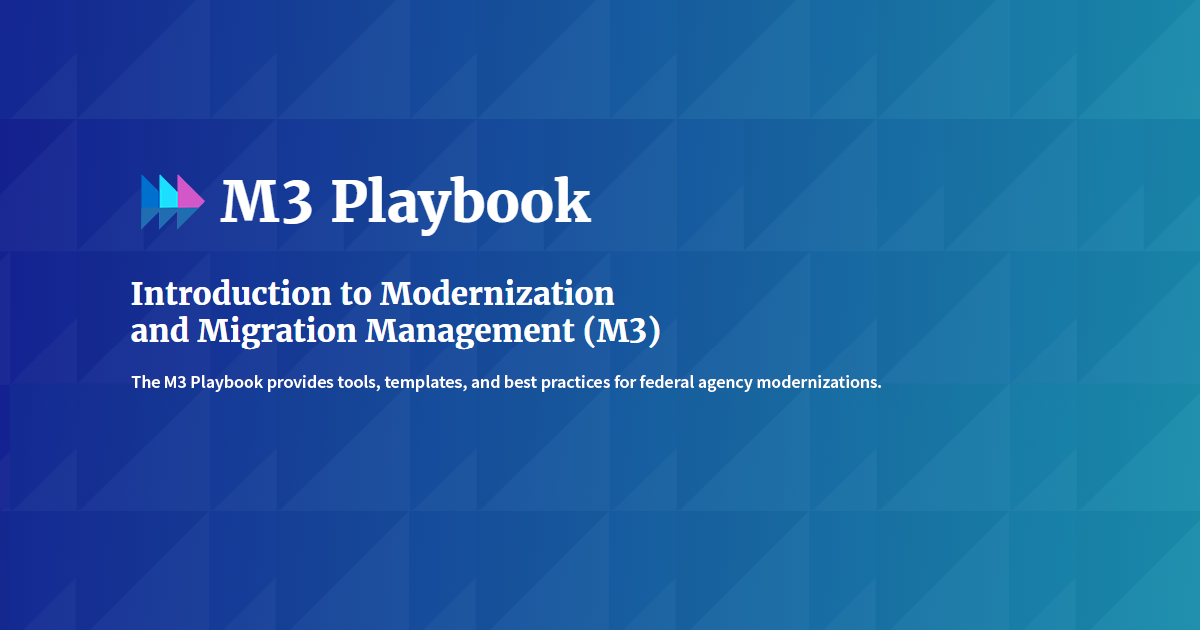 M3 Playbook
Introduction to Modernization
and Migration Management (M3)
The M3 Playbook provides tools, templates, and best practices for federal agency modernizations.